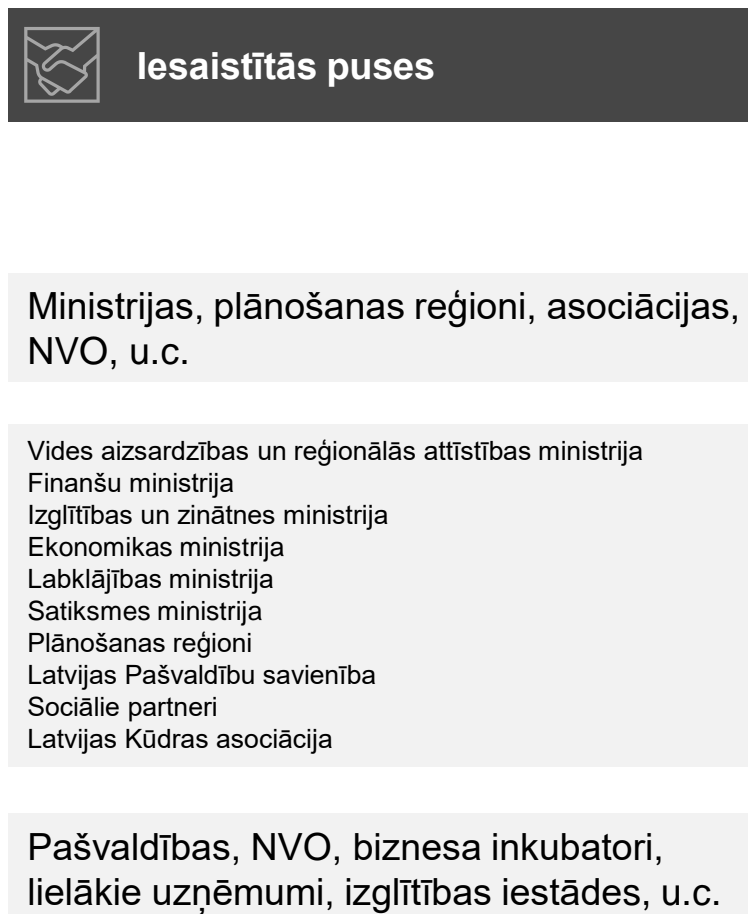 Iesaistītās puses
Ministrijas, plānošanas reģioni, asociācijas,
NVO, u.c.
Vides aizsardzības un reģionālās attīstības ministrija
Finanšu ministrija
Izglītības un zinātnes ministrija
Ekonomikas ministrija
Labklājības ministrija
Satiksmes ministrija
Plānošanas reģioni
Latvijas Pašvaldību savienība
Sociālie partneri
Latvijas Kūdras asociācija
Pašvaldības, NVO, biznesa inkubatori,
lielākie uzņēmumi, izglītības iestādes, u.c.